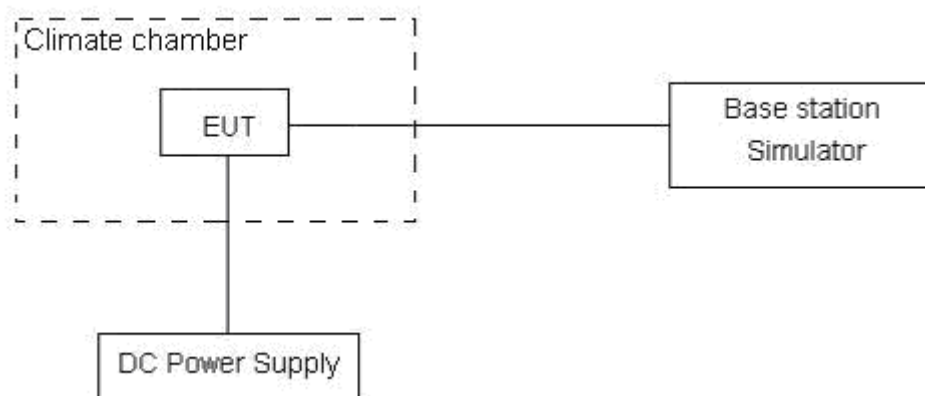 Climate chamber
EUT
Base station
Simulator
DC Power Supply